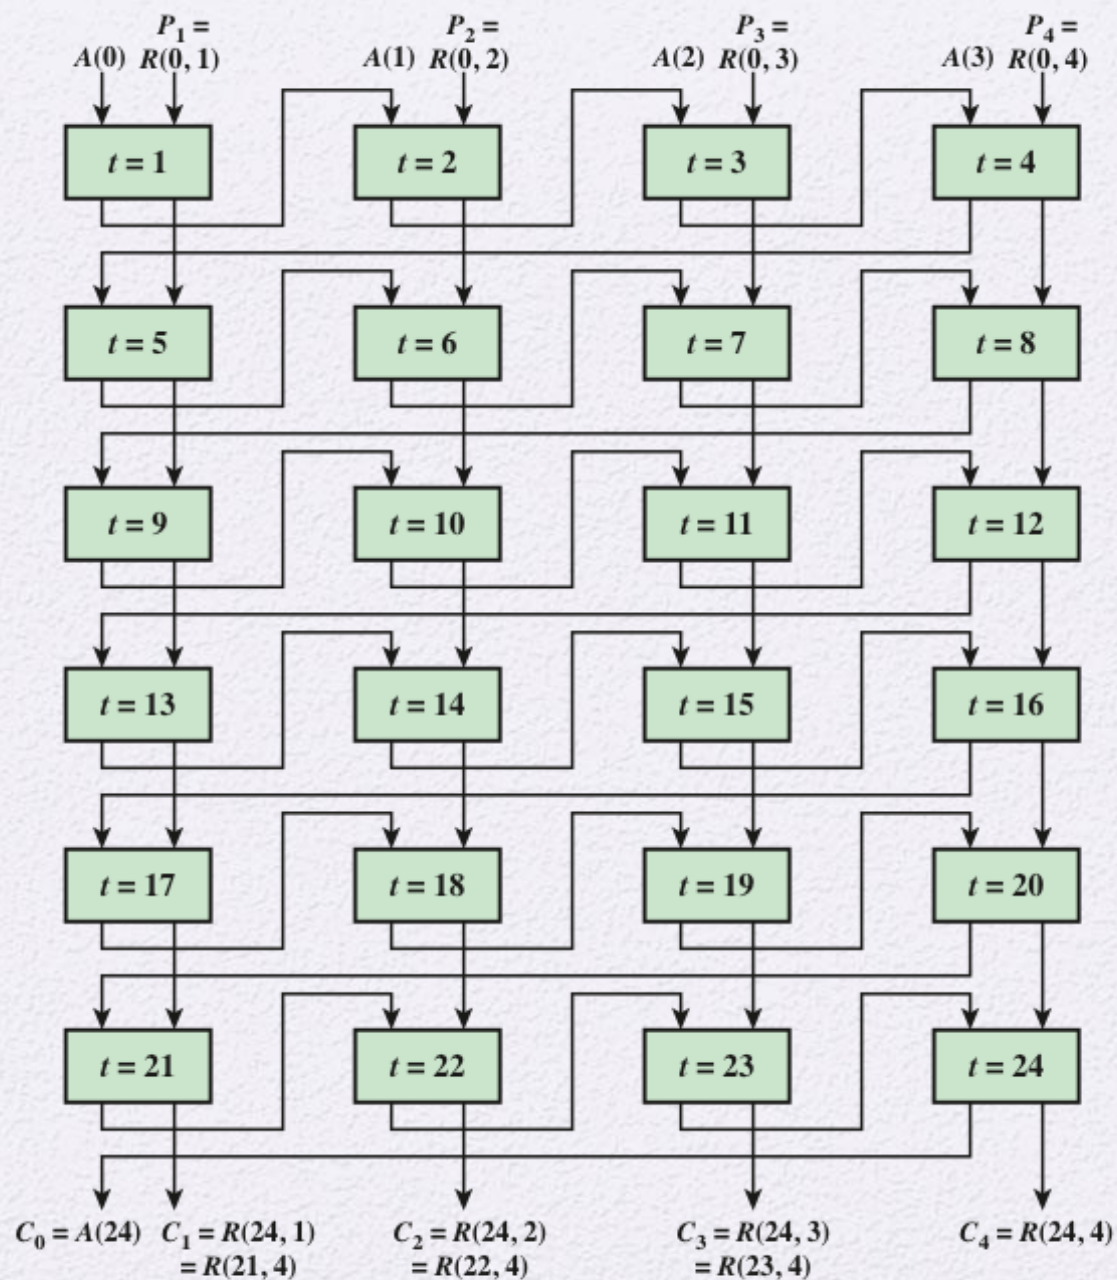 P₁ = P₂ = P₃ = P₄ =
A(0) R(0, 1) A(1) R(0, 2) A(2) R(0, 3) A(3) R(0, 4)
t = 1 t = 2 t = 3 t = 4
t = 5 t = 6 t = 7 t = 8
t = 9 t = 10 t = 11 t = 12
t = 13 t = 14 t = 15 t = 16
t = 17 t = 18 t = 19 t = 20
t = 21 t = 22 t = 23 t = 24
C₀ = A(24) C₁ = R(24, 1) C₂ = R(24, 2) C₃ = R(24, 3) C₄ = R(24, 4)
= R(21, 4) = R(22, 4) = R(23, 4)